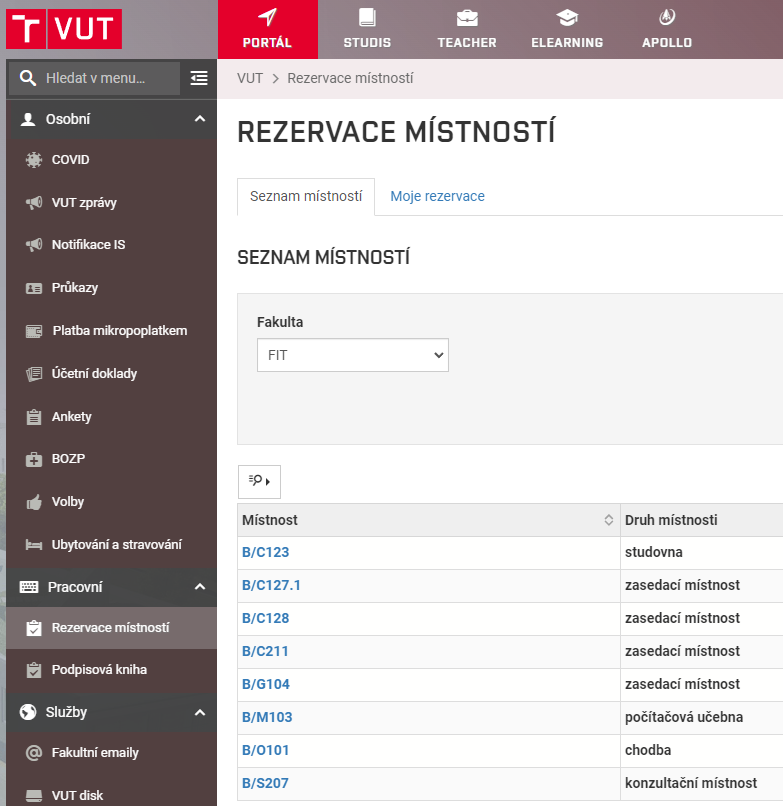 T VUT
PORTÁL
STUDIS
TEACHER
ELEARNING
APOLLO
Hledat v menu...
VUT > Rezervace místností
Osobní
COVID
VUT zprávy
Notifikace IS
Průkazy
Platba mikropoplatkem
Účetní doklady
Ankety
BOZP
Volby
Ubytování a stravování
Pracovní
Rezervace místností
Podpisová kniha
Služby
Fakultní emaily
VUT disk
REZERVACE MÍSTNOSTÍ
Seznam místností Moje rezervace
SEZNAM MÍSTNOSTÍ
Fakulta
FIT
Místnost Druh místnosti
B/C123 studovna
B/C127.1 zasedací místnost
B/C128 zasedací místnost
B/C211 zasedací místnost
B/G104 zasedací místnost
B/M103 počítačová učebna
B/O101 chodba
B/S207 konzultační místnost